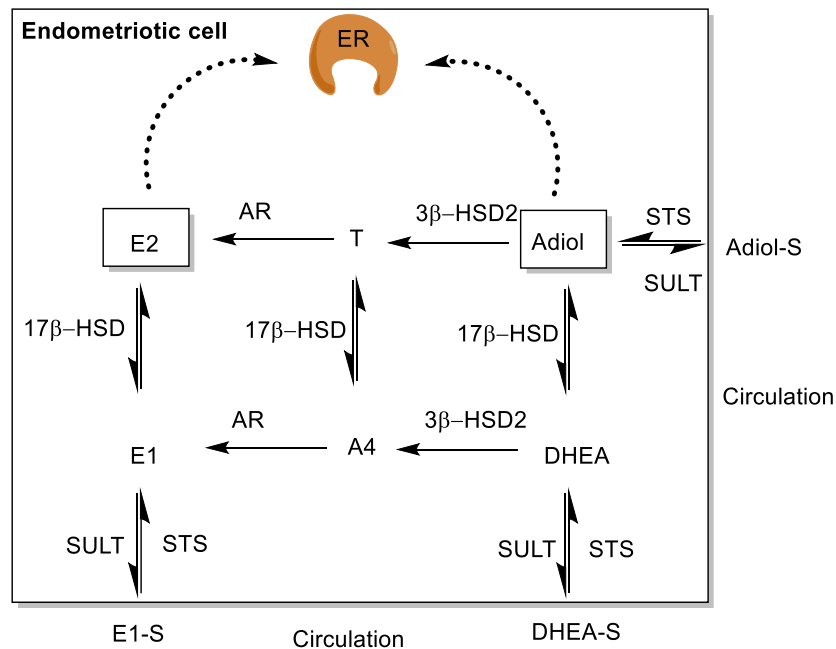 Endometriotic cell
ER
AR
3β−HSD2
E2
T
Adiol
STS
Adiol-S
SULT
17β−HSD
17β−HSD
17β−HSD
Circulation
AR
3β−HSD2
E1
A4
DHEA
SULT
STS
SULT
STS
E1-S
Circulation
DHEA-S